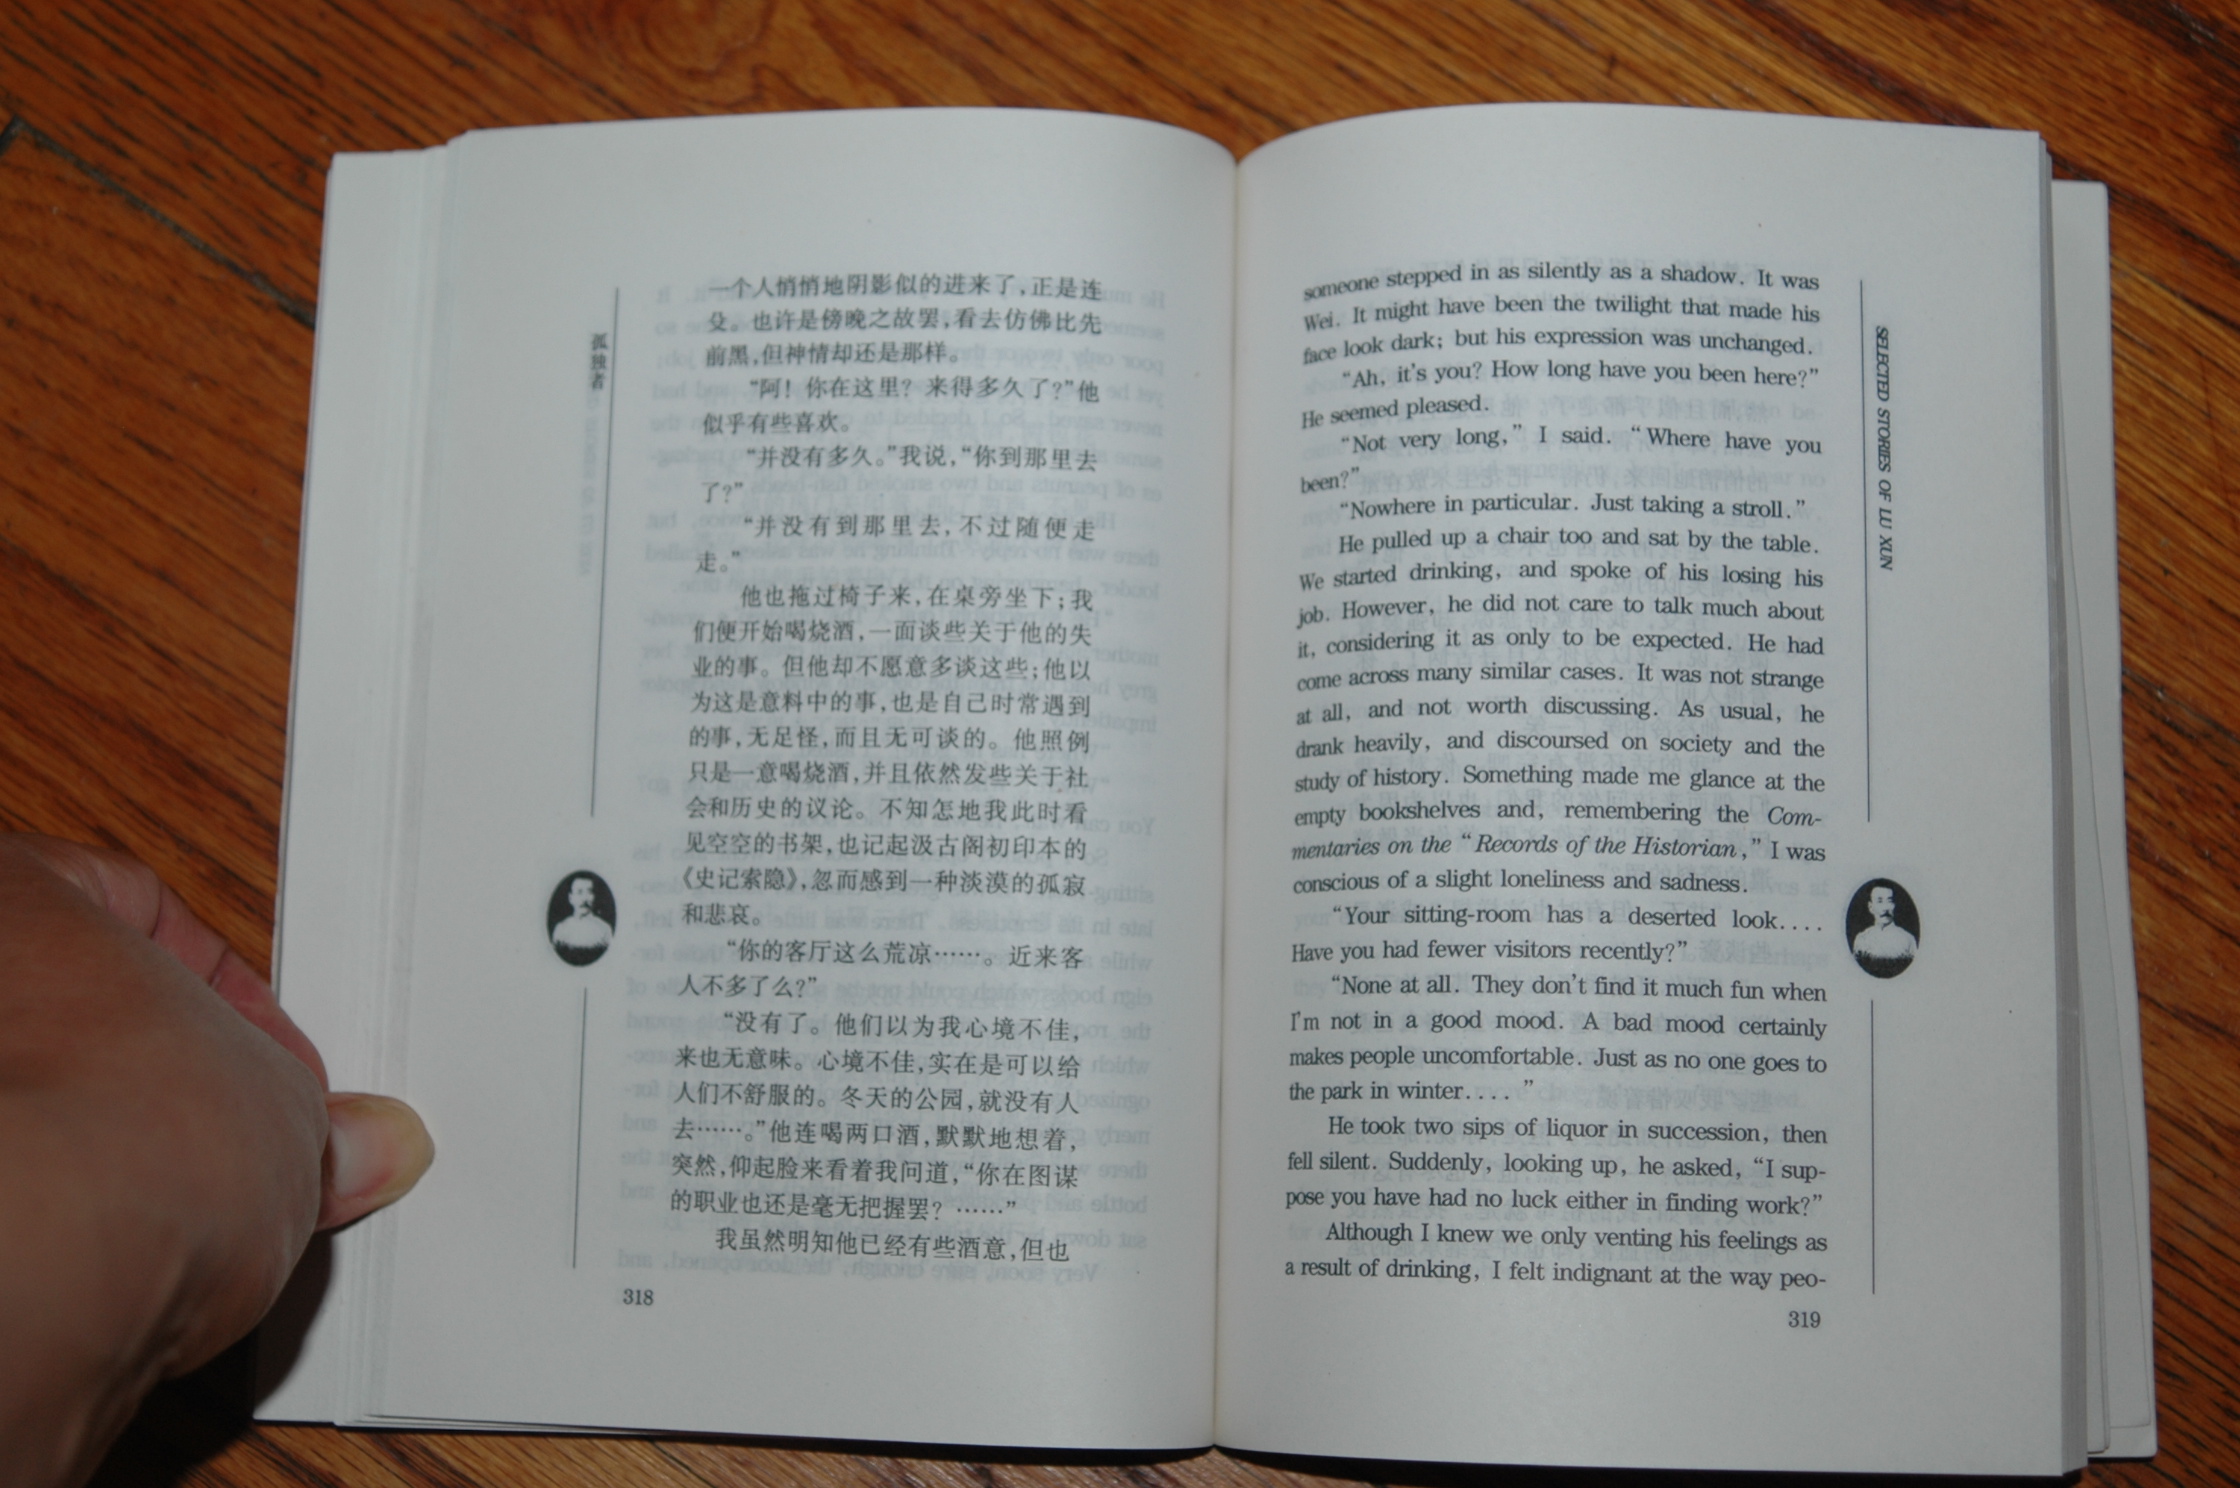 孤独者
一个人悄悄地阴影似的进来了，正是连
殳。也许是傍晚之故罢，看去仿佛比先
前黑，但神情却还是那样。
“阿！你在这里？来得多久了？”他
似乎有些喜欢。
“并没有多久。”我说，“你到那里去
了？”
“并没有到那里去，不过随便走
走。”
他也拖过椅子来，在桌旁坐下；我
们便开始喝烧酒，一面谈些关于他的失
业的事。但他却不愿意多谈这些；他以
为这是意料中的事，也是自己时常遇到
的事，无足怪，而且无可谈的。他照例
只是一意喝烧酒，并且依然发些关于社
会和历史的议论。不知怎地我此时看
见空空的书架，也记起汲古阁初印本的
《史记索隐》，忽而感到一种淡漠的孤寂
和悲哀。
“你的客厅这么荒凉……。近来客
人不多了么？”
“没有了。他们以为我心境不佳，
来也无意味。心境不佳，实在是可以给
人们不舒服的。冬天的公园，就没有人
去……。”他连喝两口酒，默默地想着，
突然，仰起脸来看着我问道，“你在图谋
的职业也还是毫无把握罢？……”
我虽然明知他已经有些酒意，但也
318
someone stepped in as silently as a shadow. It was
Wei. It might have been the twilight that made his
face look dark; but his expression was unchanged.
“Ah, it's you? How long have you been here?”
He seemed pleased.
“Not very long,” I said. “Where have you
been?”
“Nowhere in particular. Just taking a stroll.”
He pulled up a chair too and sat by the table.
We started drinking, and spoke of his losing his
job. However, he did not care to talk much about
it, considering it as only to be expected. He had
come across many similar cases. It was not strange
at all, and not worth discussing. As usual, he
drank heavily, and discoursed on society and the
study of history. Something made me glance at the
empty bookshelves and, remembering the Com-
mentaries on the “Records of the Historian,” I was
conscious of a slight loneliness and sadness.
“Your sitting-room has a deserted look....
Have you had fewer visitors recently?”
“None at all. They don't find it much fun when
I'm not in a good mood. A bad mood certainly
makes people uncomfortable. Just as no one goes to
the park in winter....”
He took two sips of liquor in succession, then
fell silent. Suddenly, looking up, he asked, “I sup-
pose you have had no luck either in finding work?”
Although I knew we only venting his feelings as
a result of drinking, I felt indignant at the way peo-
319
SELECTED STORIES OF LU XUN